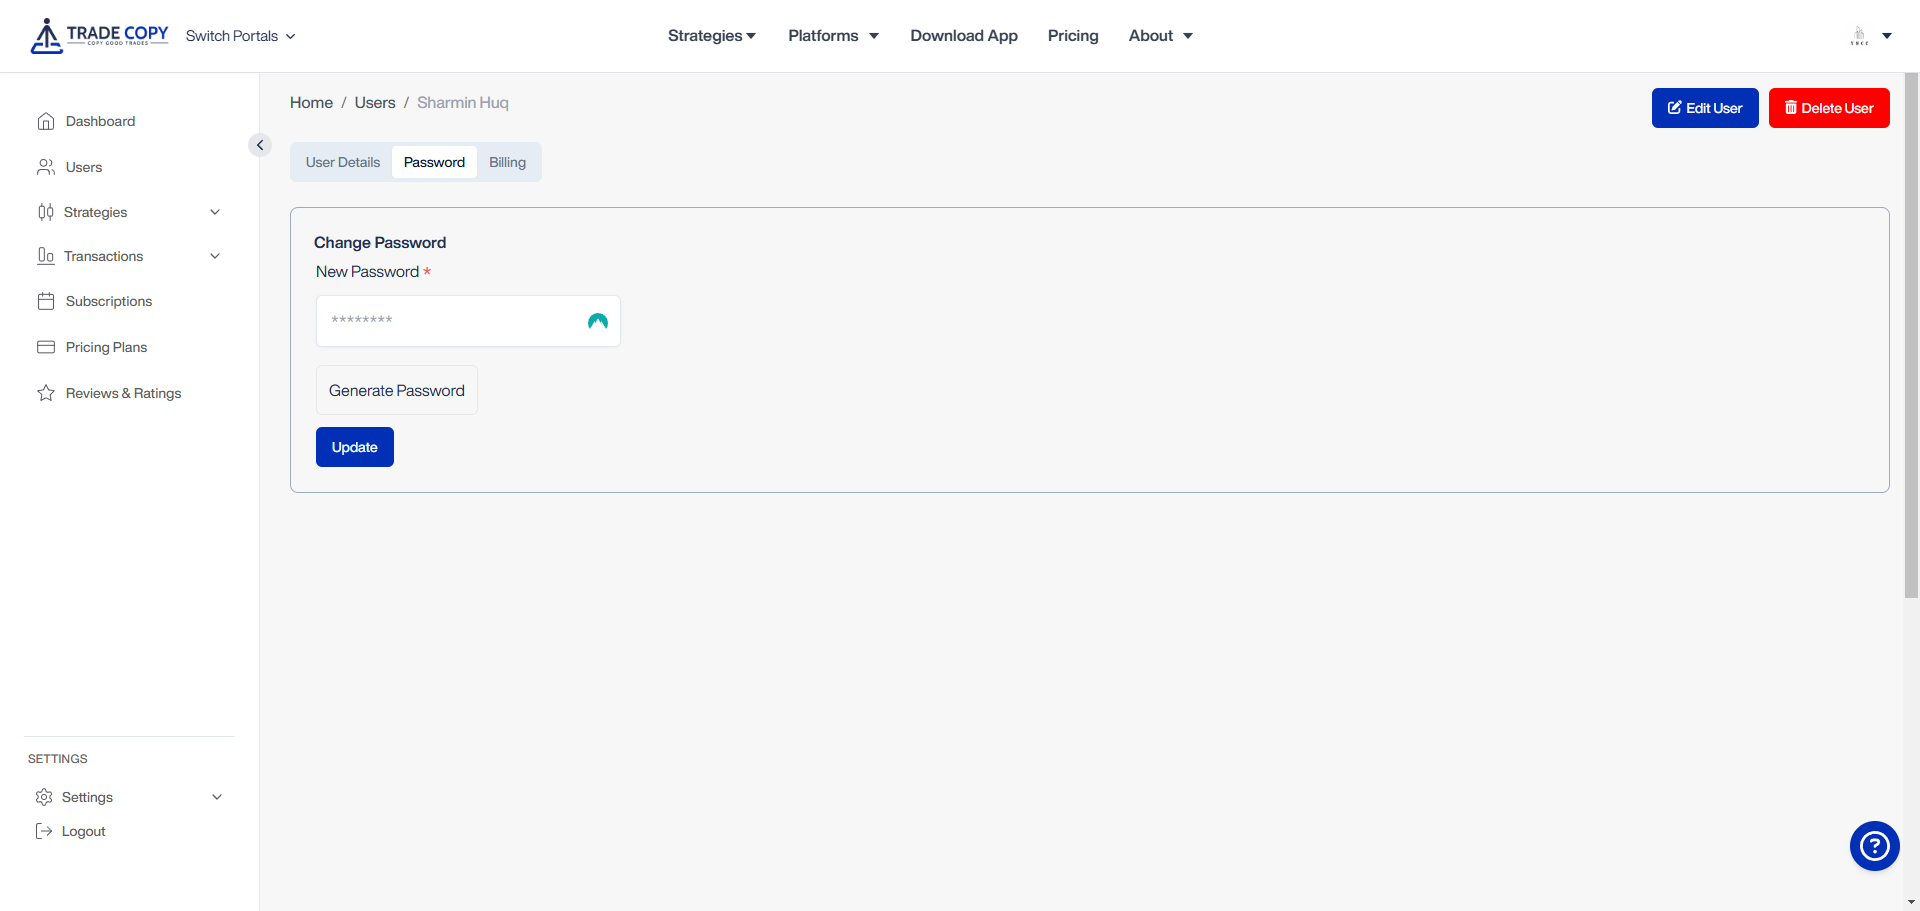 TRADE COPY
COPY GOOD TRADES
Switch Portals
Strategies
Platforms
Download App
Pricing
About
Home / Users / Sharmin Huq
Edit User
Delete User
Dashboard
Users
Strategies
Transactions
Subscriptions
Pricing Plans
Reviews & Ratings
User Details
Password
Billing
Change Password
New Password *
********
Generate Password
Update
SETTINGS
Settings
Logout
?